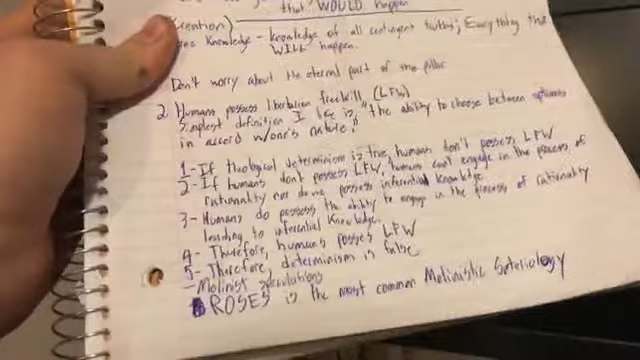 that "WOULD happen
(Creation)
Free Knowledge - knowledge of all contingent truths; Everything that
WILL happen.
Don't worry about the eternal part of the pillar
2. Humans possess libertarian freewill (LFW)
Simplest definition I like is, "the ability to choose between options
in accord w/one's nature."
1- If theological determinism is true, humans don't possess LFW
2- If humans don't possess LFW, humans can't engage in the process of
rationality nor do we possess inferential knowledge
3- Humans do possess the ability to engage in the process of rationality
leading to inferential knowledge.
4- Therefore, humans posses LFW
5- Therefore, determinism is false
- Molinist speculations
ROSES is the most common Molinistic Soteriology